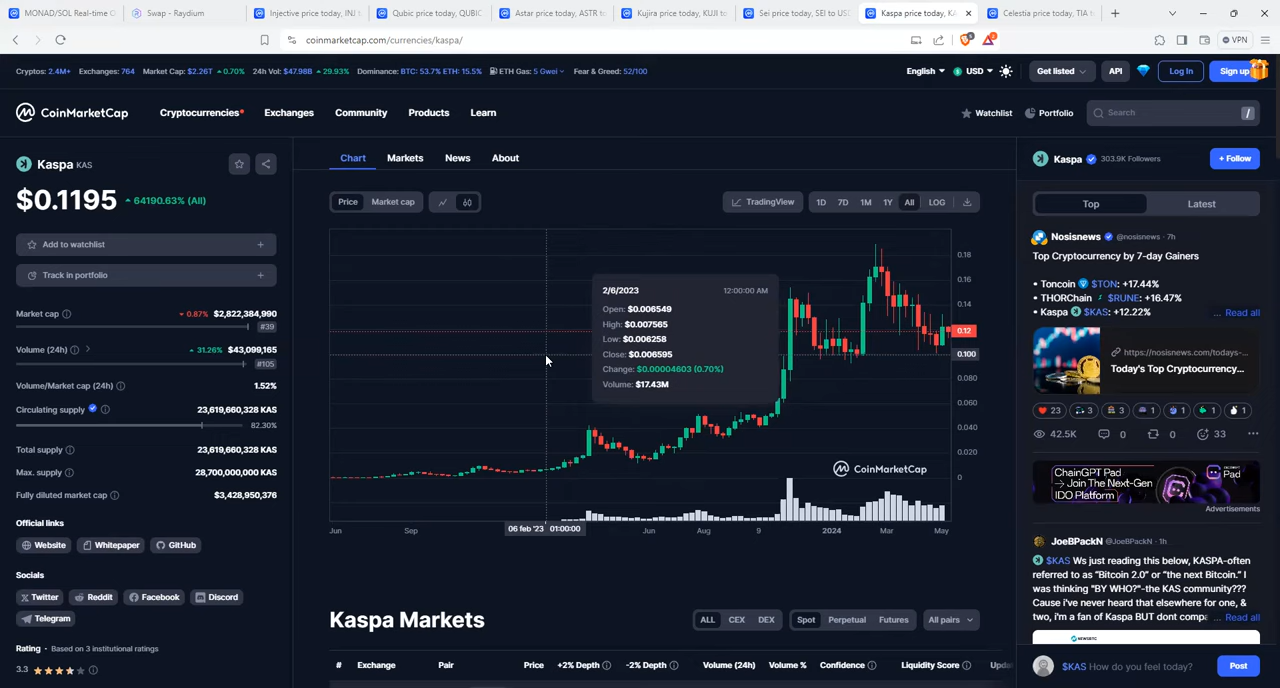 MONAD/SOL Real-time O
Swap - Raydium
Injective price today, INJ t
Qubic price today, QUBIC
Astar price today, ASTR to
Kujira price today, KUJI to
Sei price today, SEI to US
Kaspa price today, KA
Celestia price today, TIA t
coinmarketcap.com/currencies/kaspa/
VPN
Cryptos: 2.4M+ Exchanges: 764 Market Cap: $2.26T 0.70% 24h Vol: $47.98B 29.93% Dominance: BTC: 53.7% ETH: 15.5% ETH Gas: 5 Gwei Fear & Greed: 52/100
English USD Get listed API Log In Sign up
CoinMarketCap Cryptocurrencies Exchanges Community Products Learn
Watchlist Portfolio Search /
Kaspa KAS
$0.1195 64190.63% (All)
Add to watchlist +
Track in portfolio +
Market cap 0.87% $2,822,384,990
#39
Volume (24h) 31.26% $43,099,165
#105
Volume/Market cap (24h) 1.52%
Circulating supply 23,619,660,328 KAS
82.30%
Total supply 23,619,660,328 KAS
Max. supply 28,700,000,000 KAS
Fully diluted market cap $3,428,950,376
Official links
Website Whitepaper GitHub
Socials
Twitter Reddit Facebook Discord
Telegram
Rating · Based on 3 institutional ratings
3.3
Chart Markets News About
Price Market cap
TradingView 1D 7D 1M 1Y All LOG
2/6/2023 12:00:00 AM
Open: $0.006549
High: $0.007565
Low: $0.006258
Close: $0.006595
Change: $0.00004603 (0.70%)
Volume: $17.43M
0.18
0.16
0.14
0.12
0.100
0.080
0.060
0.040
0.020
0
CoinMarketCap
Jun Sep 06 feb '23 01:00:00 Jun Aug 9 2024 Mar May
Kaspa Markets
ALL CEX DEX Spot Perpetual Futures All pairs
# Exchange Pair Price +2% Depth -2% Depth Volume (24h) Volume % Confidence Liquidity Score Upda
Kaspa 303.9K Followers + Follow
Top Latest
Nosisnews @nosisnews · 7h
Top Cryptocurrency by 7-day Gainers
• Toncoin $TON: +17.44%
• THORChain $RUNE: +16.47%
• Kaspa $KAS: +12.22% ... Read all
https://nosisnews.com/todays-...
Today's Top Cryptocurrency...
23 3 3 1 1 1 1
42.5K 0 0 33
ChainGPT Pad
Join The Next-Gen
IDO Platform
Pad
Advertisements
JoeBPackN @JoeBPackN · 1h
$KAS Ws just reading this below, KASPA-often
referred to as “Bitcoin 2.0” or “the next Bitcoin.” I
was thinking “BY WHO?”-the KAS community???
Cause i've never heard that elsewhere for one, &
two, i'm a fan of Kaspa BUT dont compa ... Read all
$KAS How do you feel today? Post